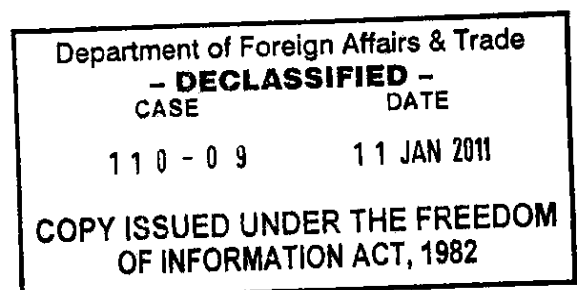 Department of Foreign Affairs & Trade
– DECLASSIFIED –
CASE DATE
110-09 11 JAN 2011
COPY ISSUED UNDER THE FREEDOM
OF INFORMATION ACT, 1982